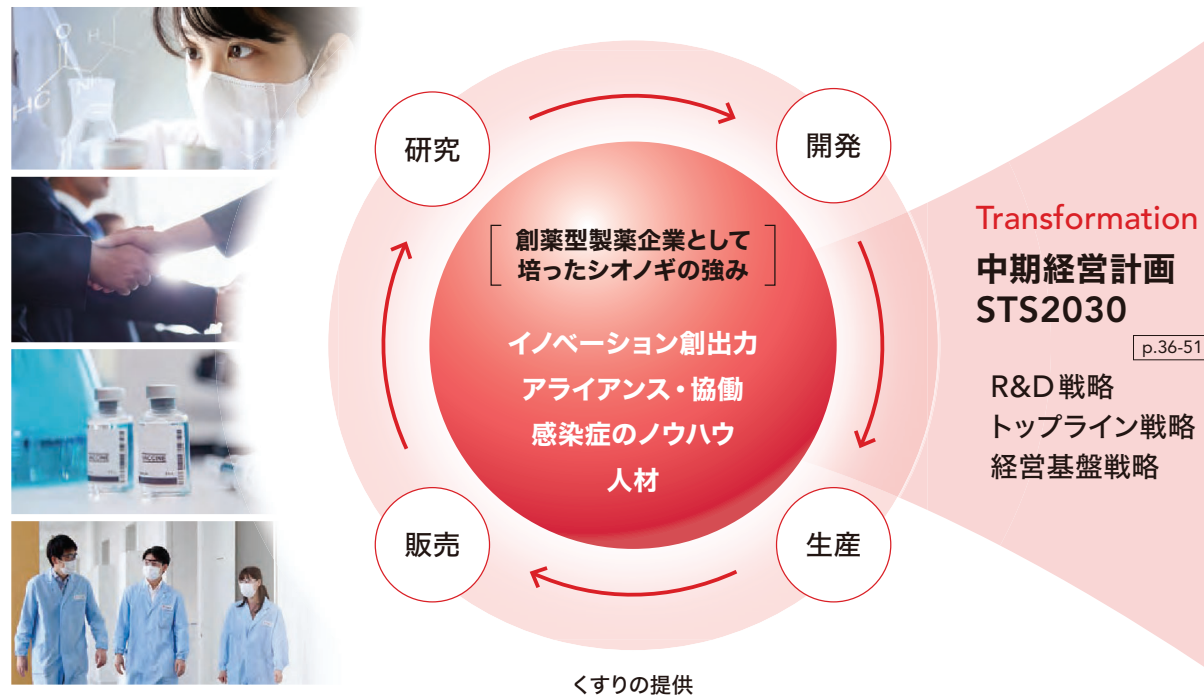 研究
開発
創薬型製薬企業として
培ったシオノギの強み
イノベーション創出力
アライアンス・協働
感染症のノウハウ
人材
販売
生産
くすりの提供
Transformation
中期経営計画
STS2030
p.36-51
R&D戦略
トップライン戦略
経営基盤戦略
O
H
HC
NH
VACCINE